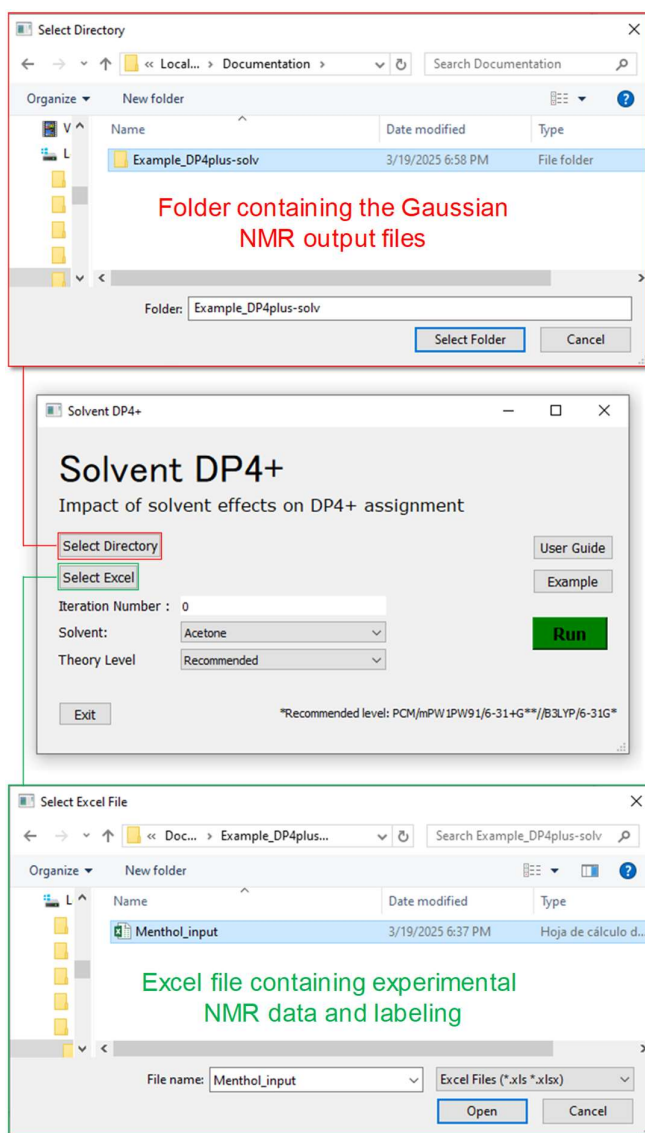 Select Directory
« Local... › Documentation ›
Search Documentation
Organize
New folder
Name
Date modified
Type
V
L
Example_DP4plus-solv
3/19/2025 6:58 PM
File folder
Folder containing the Gaussian
NMR output files
Folder: Example_DP4plus-solv
Select Folder
Cancel
Solvent DP4+
Solvent DP4+
Impact of solvent effects on DP4+ assignment
Select Directory
User Guide
Select Excel
Example
Iteration Number : 0
Solvent: Acetone
Run
Theory Level Recommended
Exit
*Recommended level: PCM/mPW1PW91/6-31+G**//B3LYP/6-31G*
Select Excel File
« Doc... › Example_DP4plus...
Search Example_DP4plus-solv
Organize
New folder
Name
Date modified
Type
L
Menthol_input
3/19/2025 6:37 PM
Hoja de cálculo d...
Excel file containing experimental
NMR data and labeling
File name: Menthol_input
Excel Files (*.xls *.xlsx)
Open
Cancel